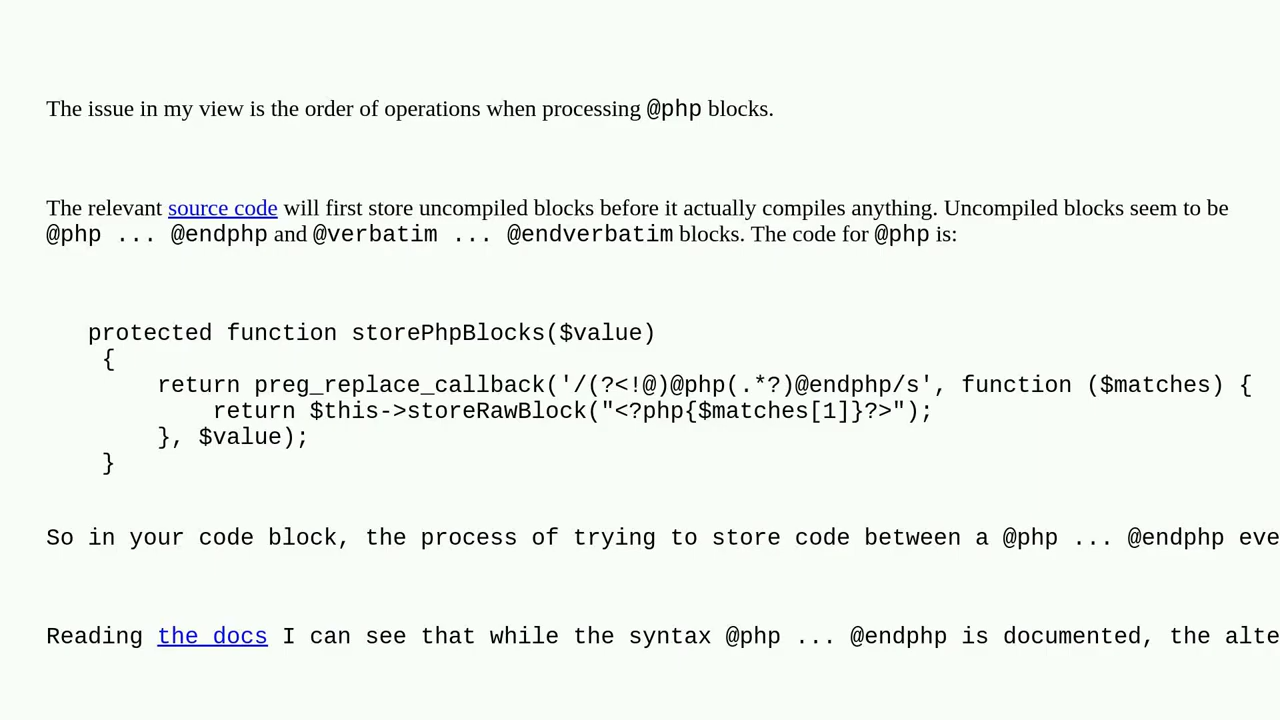 The issue in my view is the order of operations when processing @php blocks.
The relevant source code will first store uncompiled blocks before it actually compiles anything. Uncompiled blocks seem to be
@php ... @endphp and @verbatim ... @endverbatim blocks. The code for @php is:
protected function storePhpBlocks($value)
{
return preg_replace_callback('/(?<!@)@php(.*?)@endphp/s', function ($matches) {
return $this->storeRawBlock("<?php{$matches[1]}?>");
}, $value);
}
So in your code block, the process of trying to store code between a @php ... @endphp eve
Reading the docs I can see that while the syntax @php ... @endphp is documented, the alte